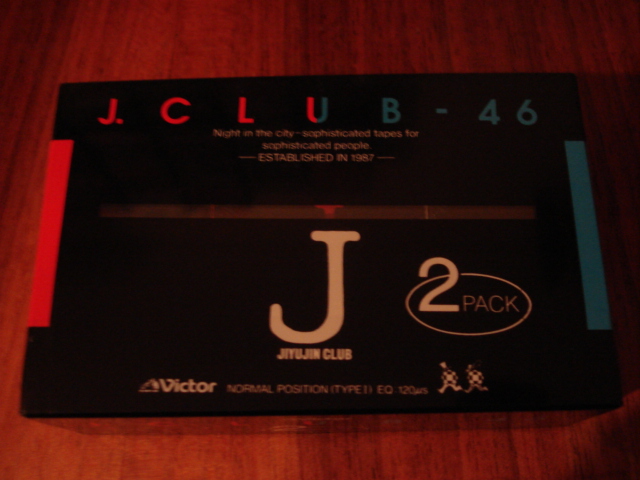 J. CLUB-46
Night in the city-sophisticated tapes for
sophisticated people.
ESTABLISHED IN 1987
J
2 PACK
JIYUJIN CLUB
Victor NORMAL POSITION (TYPE I) EQ 120μs